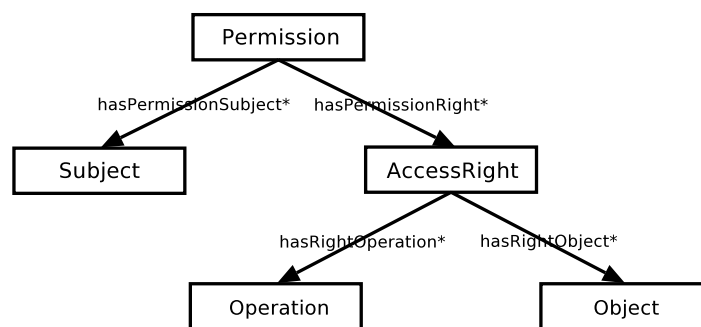 Permission
hasPermissionSubject*
hasPermissionRight*
Subject
AccessRight
hasRightOperation*
hasRightObject*
Operation
Object